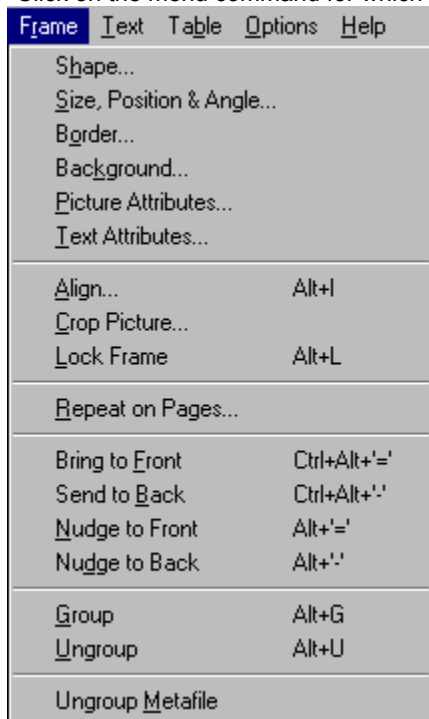 Click on the menu command for which
Frame Text Table Options Help
Shape...
Size, Position & Angle...
Border...
Background...
Picture Attributes...
Text Attributes...
Align... Alt+I
Crop Picture...
Lock Frame Alt+L
Repeat on Pages...
Bring to Front Ctrl+Alt+'='
Send to Back Ctrl+Alt+'-'
Nudge to Front Alt+'='
Nudge to Back Alt+'-'
Group Alt+G
Ungroup Alt+U
Ungroup Metafile